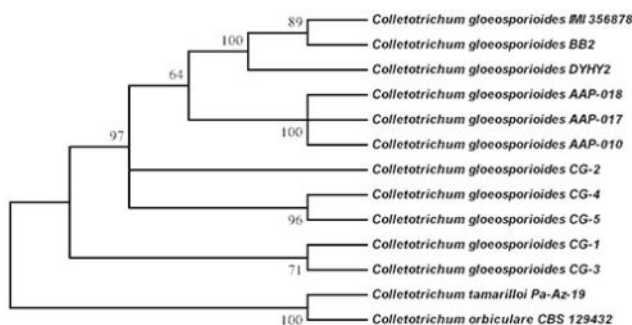 89
Colletotrichum gloeosporioides IMI 356878
100
Colletotrichum gloeosporioides BB2
64
Colletotrichum gloeosporioides DYHY2
Colletotrichum gloeosporioides AAP-018
97
Colletotrichum gloeosporioides AAP-017
100
Colletotrichum gloeosporioides AAP-010
Colletotrichum gloeosporioides CG-2
Colletotrichum gloeosporioides CG-4
96
Colletotrichum gloeosporioides CG-5
Colletotrichum gloeosporioides CG-1
71
Colletotrichum gloeosporioides CG-3
Colletotrichum tamarilloi Pa-Az-19
100
Colletotrichum orbiculare CBS 129432